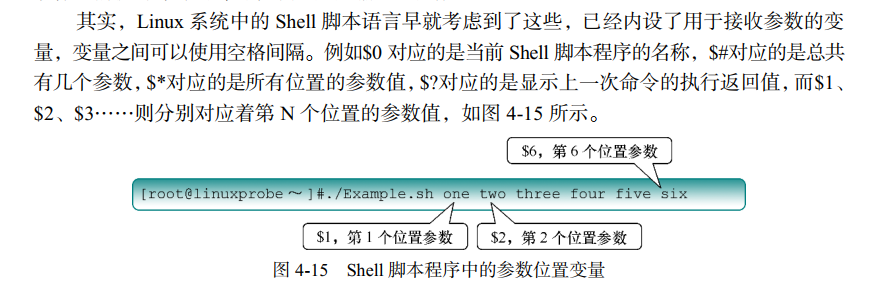 其实，Linux 系统中的 Shell 脚本语言早就考虑到了这些，已经内设了用于接收参数的变
量，变量之间可以使用空格间隔。例如$0 对应的是当前 Shell 脚本程序的名称，$#对应的是总共
有几个参数，$*对应的是所有位置的参数值，$?对应的是显示上一次命令的执行返回值，而$1、
$2、$3……则分别对应着第 N 个位置的参数值，如图 4-15 所示。
$6，第 6 个位置参数
[root@linuxprobe ~ ]#./Example.sh one two three four five six
$1，第 1 个位置参数
$2，第 2 个位置参数
图 4-15 Shell 脚本程序中的参数位置变量